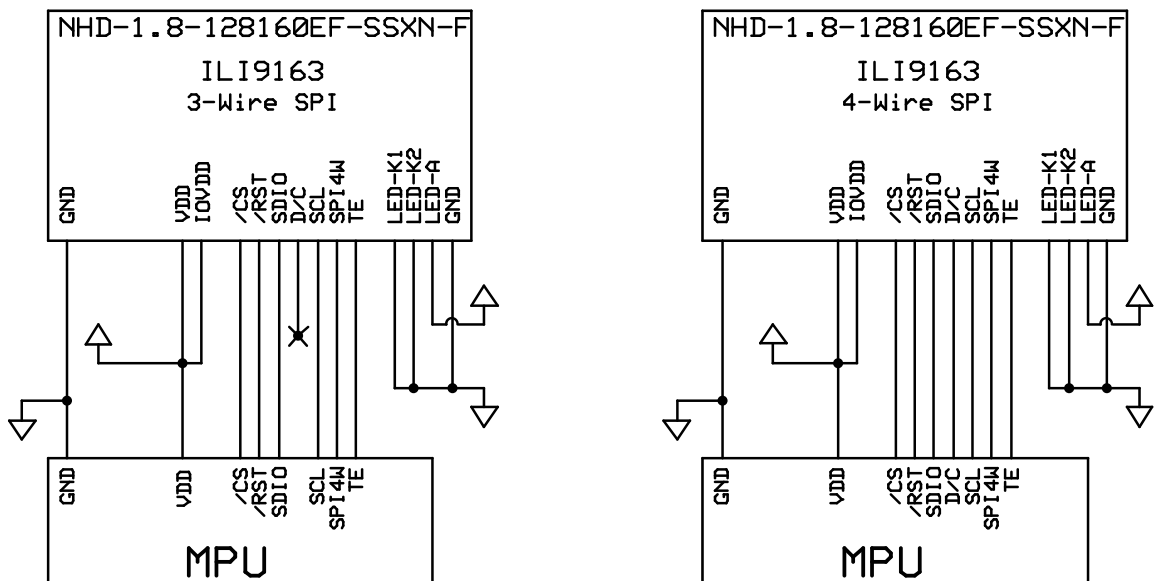 NHD-1.8-128160EF-SSXN-F
ILI9163
3-Wire SPI
GND
VDD
IOVDD
/CS
/RST
SDIO
D/C
SCL
SPI4W
TE
LED-K1
LED-K2
LED-A
GND
GND
VDD
/CS
/RST
SDIO
SCL
SPI4W
TE
MPU
NHD-1.8-128160EF-SSXN-F
ILI9163
4-Wire SPI
GND
VDD
IOVDD
/CS
/RST
SDIO
D/C
SCL
SPI4W
TE
LED-K1
LED-K2
LED-A
GND
GND
VDD
/CS
/RST
SDIO
D/C
SCL
SPI4W
TE
MPU